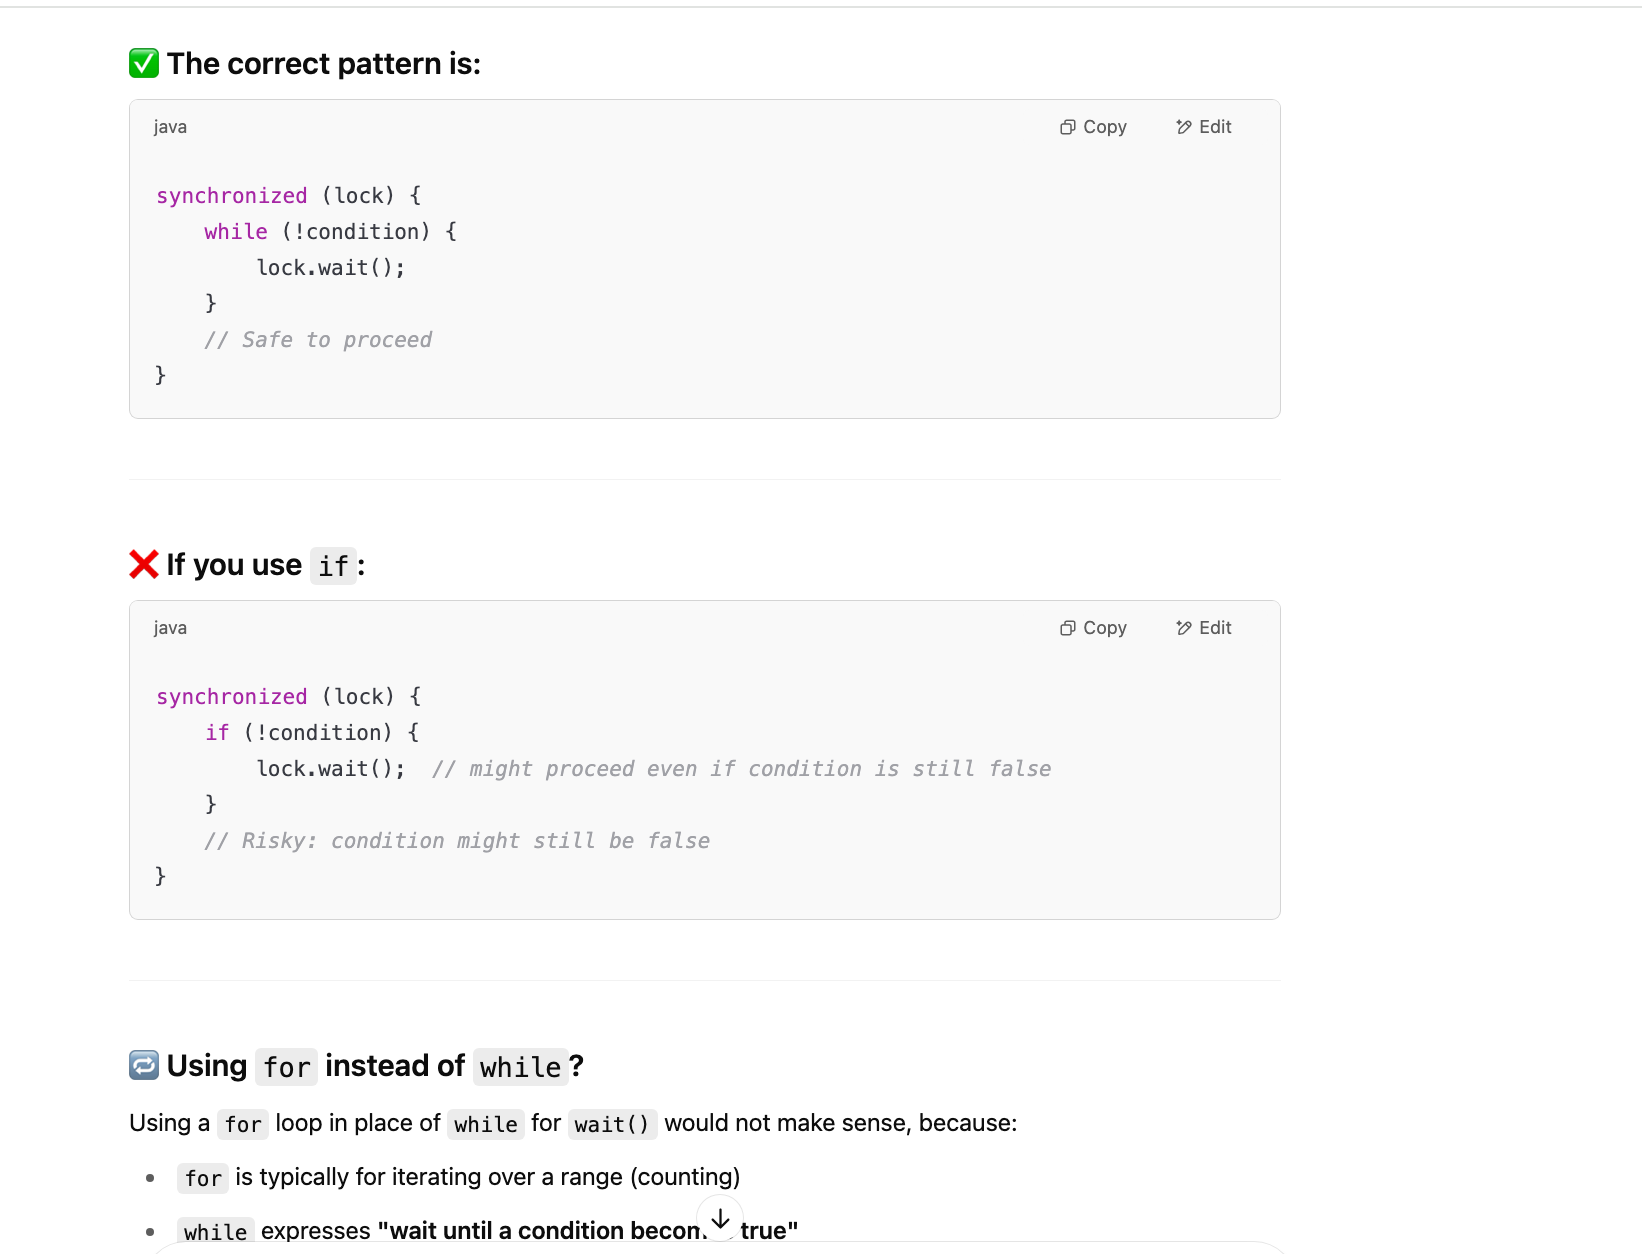 ✅ The correct pattern is:
java
Copy
Edit
synchronized (lock) {
    while (!condition) {
        lock.wait();
    }
    // Safe to proceed
}
❌ If you use if:
java
Copy
Edit
synchronized (lock) {
    if (!condition) {
        lock.wait();  // might proceed even if condition is still false
    }
    // Risky: condition might still be false
}
🔁 Using for instead of while?
Using a for loop in place of while for wait() would not make sense, because:
• for is typically for iterating over a range (counting)
• while expresses "wait until a condition true"